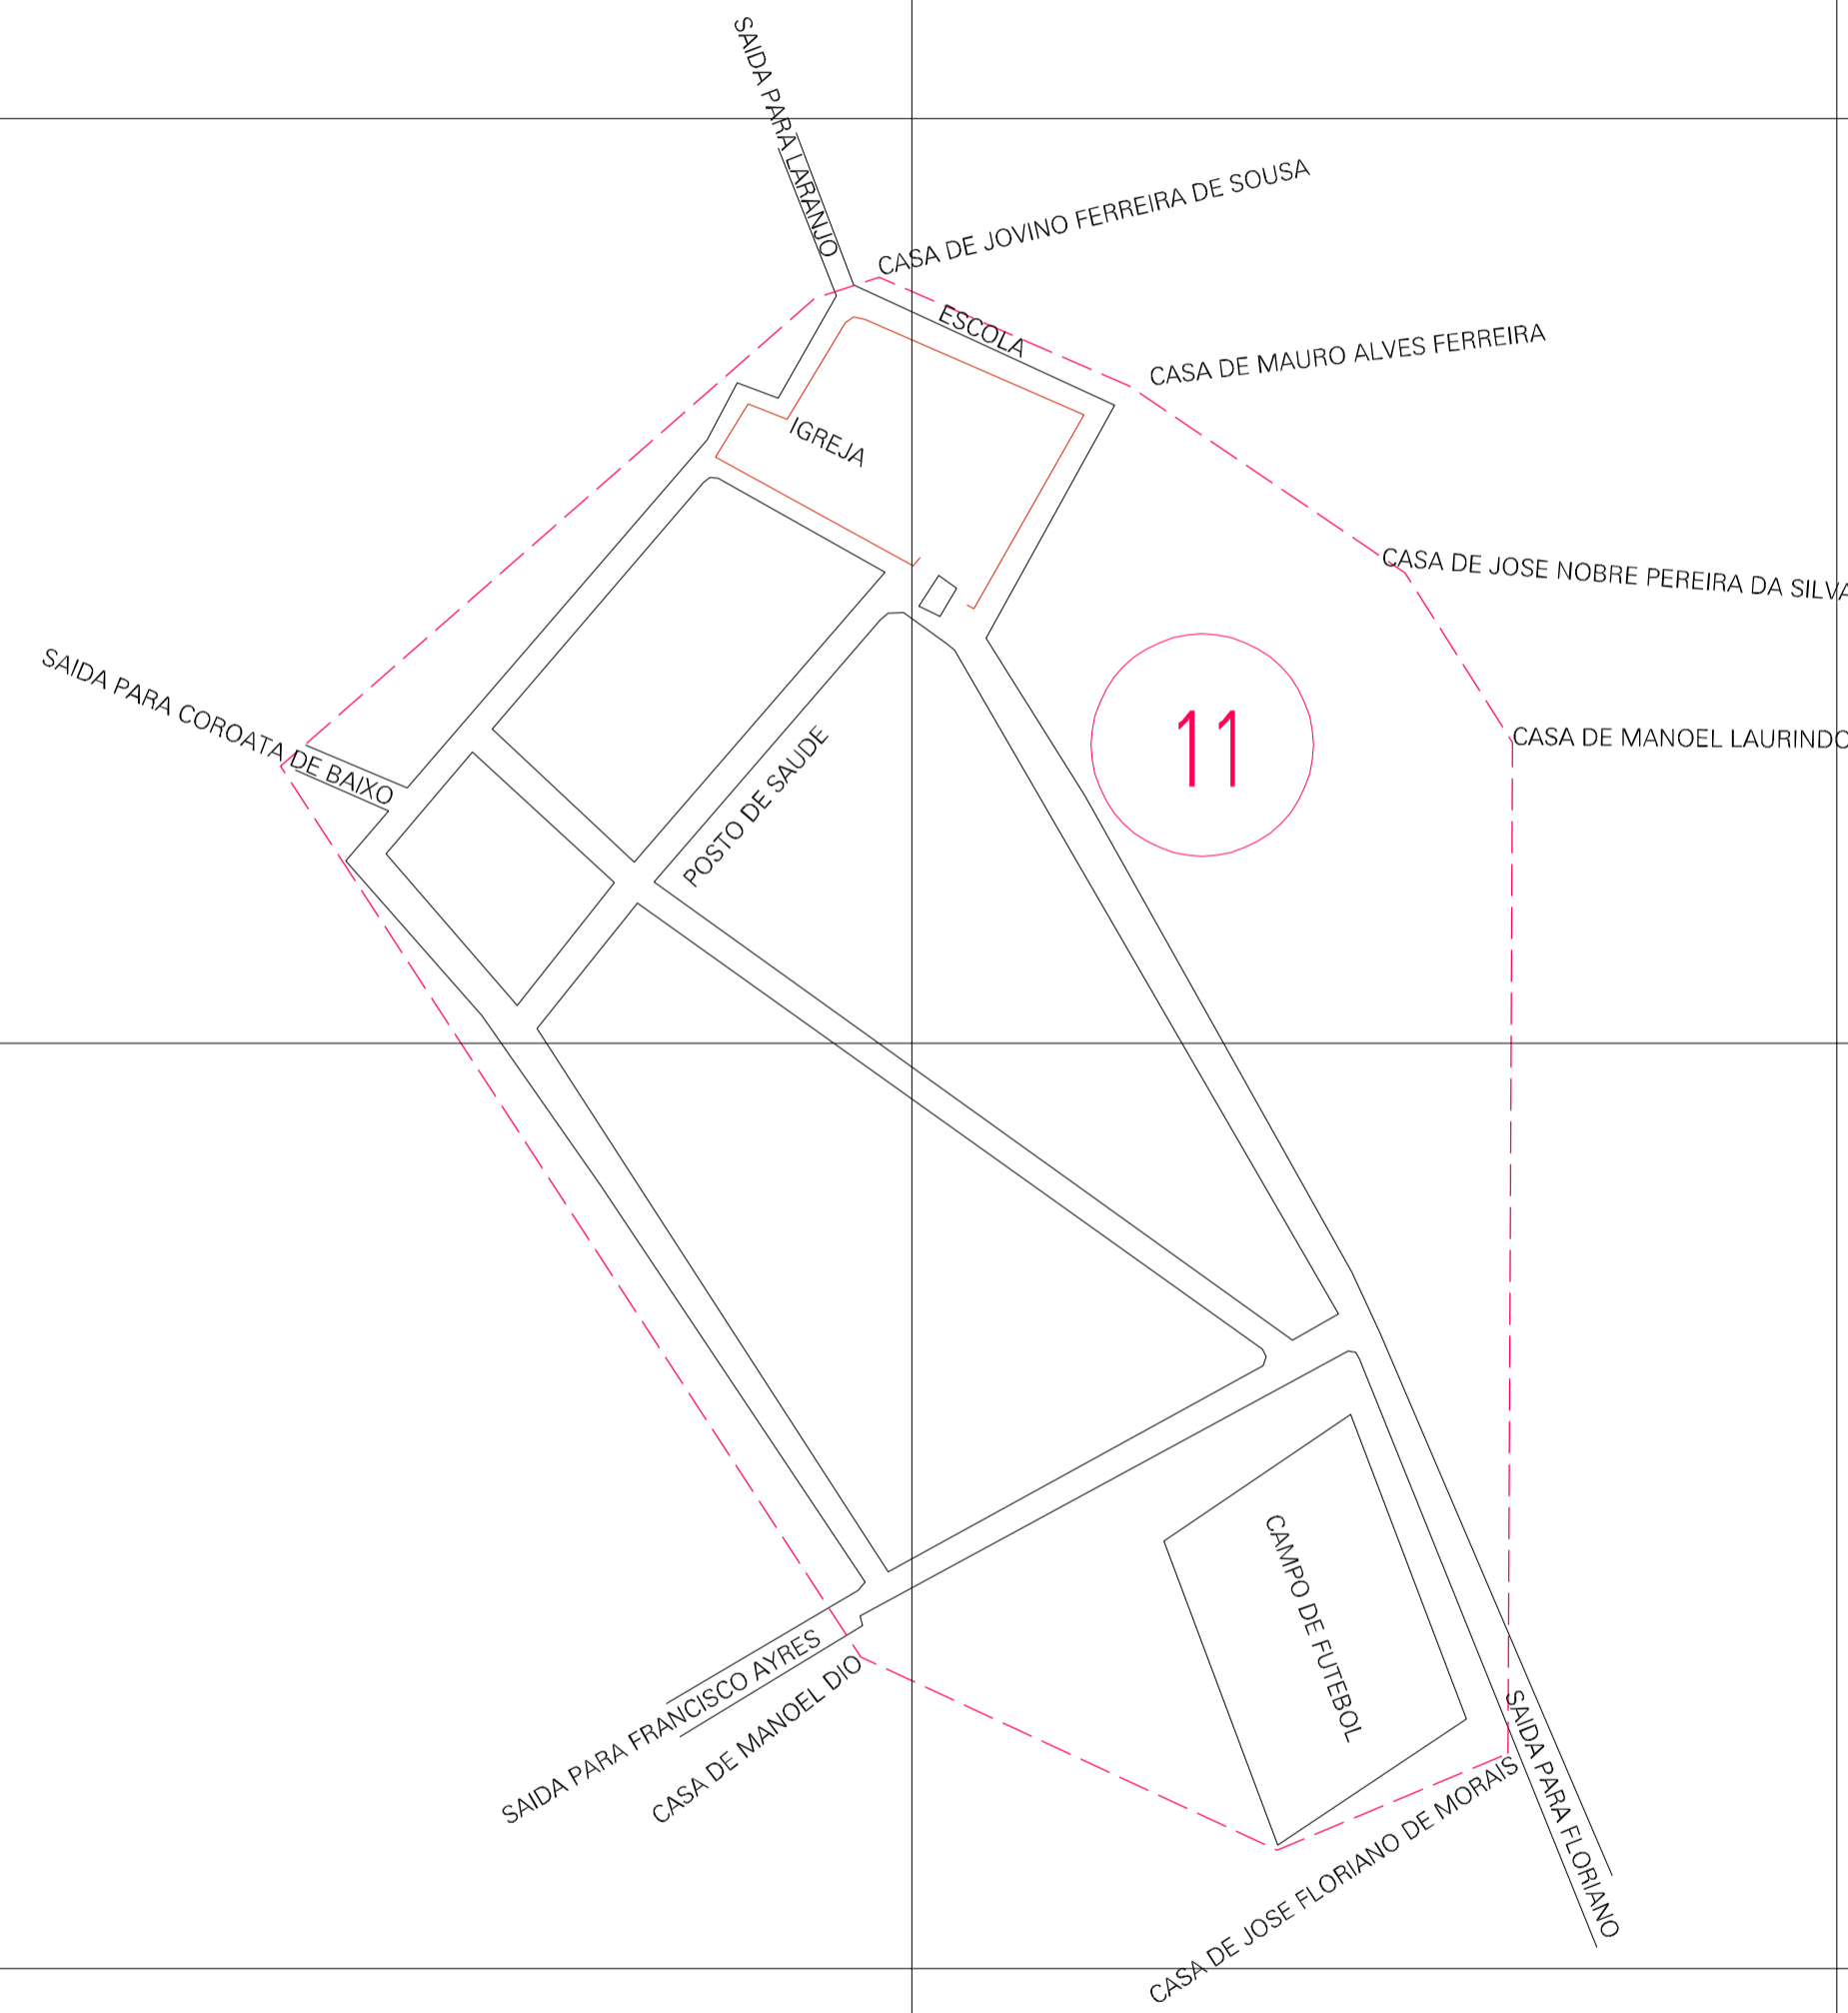 SAIDA PARA LARANJO
CASA DE JOVINO FERREIRA DE SOUSA
ESCOLA
CASA DE MAURO ALVES FERREIRA
IGREJA
CASA DE JOSE NOBRE PEREIRA DA SILVA
SAIDA PARA COROATA DE BAIXO
11
CASA DE MANOEL LAURINDO
POSTO DE SAUDE
CAMPO DE FUTEBOL
SAIDA PARA FRANCISCO AYRES
CASA DE MANOEL DIO
SAIDA PARA FLORIANO
CASA DE JOSE FLORIANO DE MORAIS